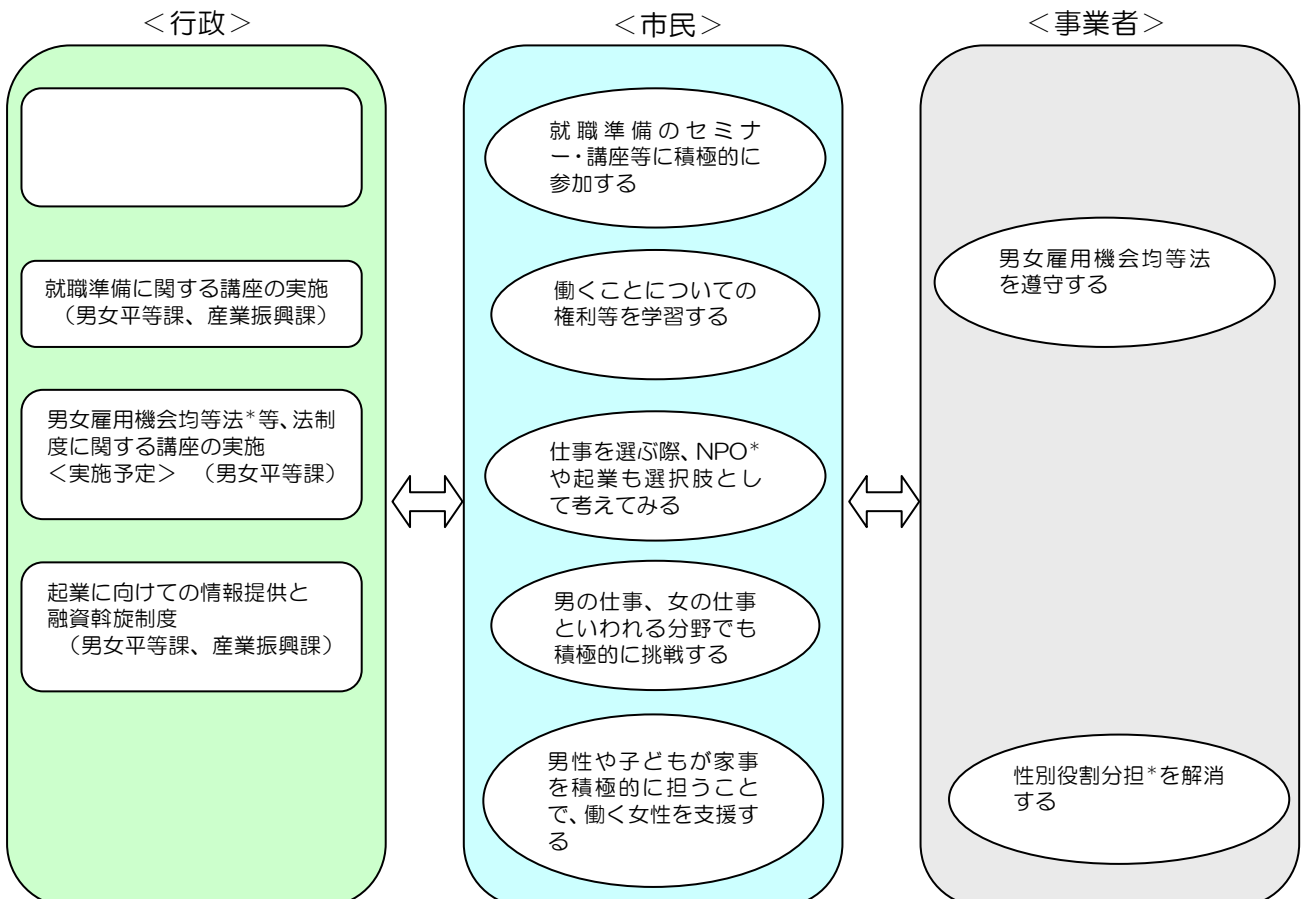 ＜行政＞
就職準備に関する講座の実施
（男女平等課、産業振興課）
男女雇用機会均等法*等、法制
度に関する講座の実施
＜実施予定＞　（男女平等課）
起業に向けての情報提供と
融資斡旋制度
（男女平等課、産業振興課）
＜市民＞
就職準備のセミナ
ー・講座等に積極的に
参加する
働くことについての
権利等を学習する
仕事を選ぶ際、NPO*
や起業も選択肢とし
て考えてみる
男の仕事、女の仕事
といわれる分野でも
積極的に挑戦する
男性や子どもが家事
を積極的に担うこと
で、働く女性を支援す
る
＜事業者＞
男女雇用機会均等法
を遵守する
性別役割分担*を解消
する